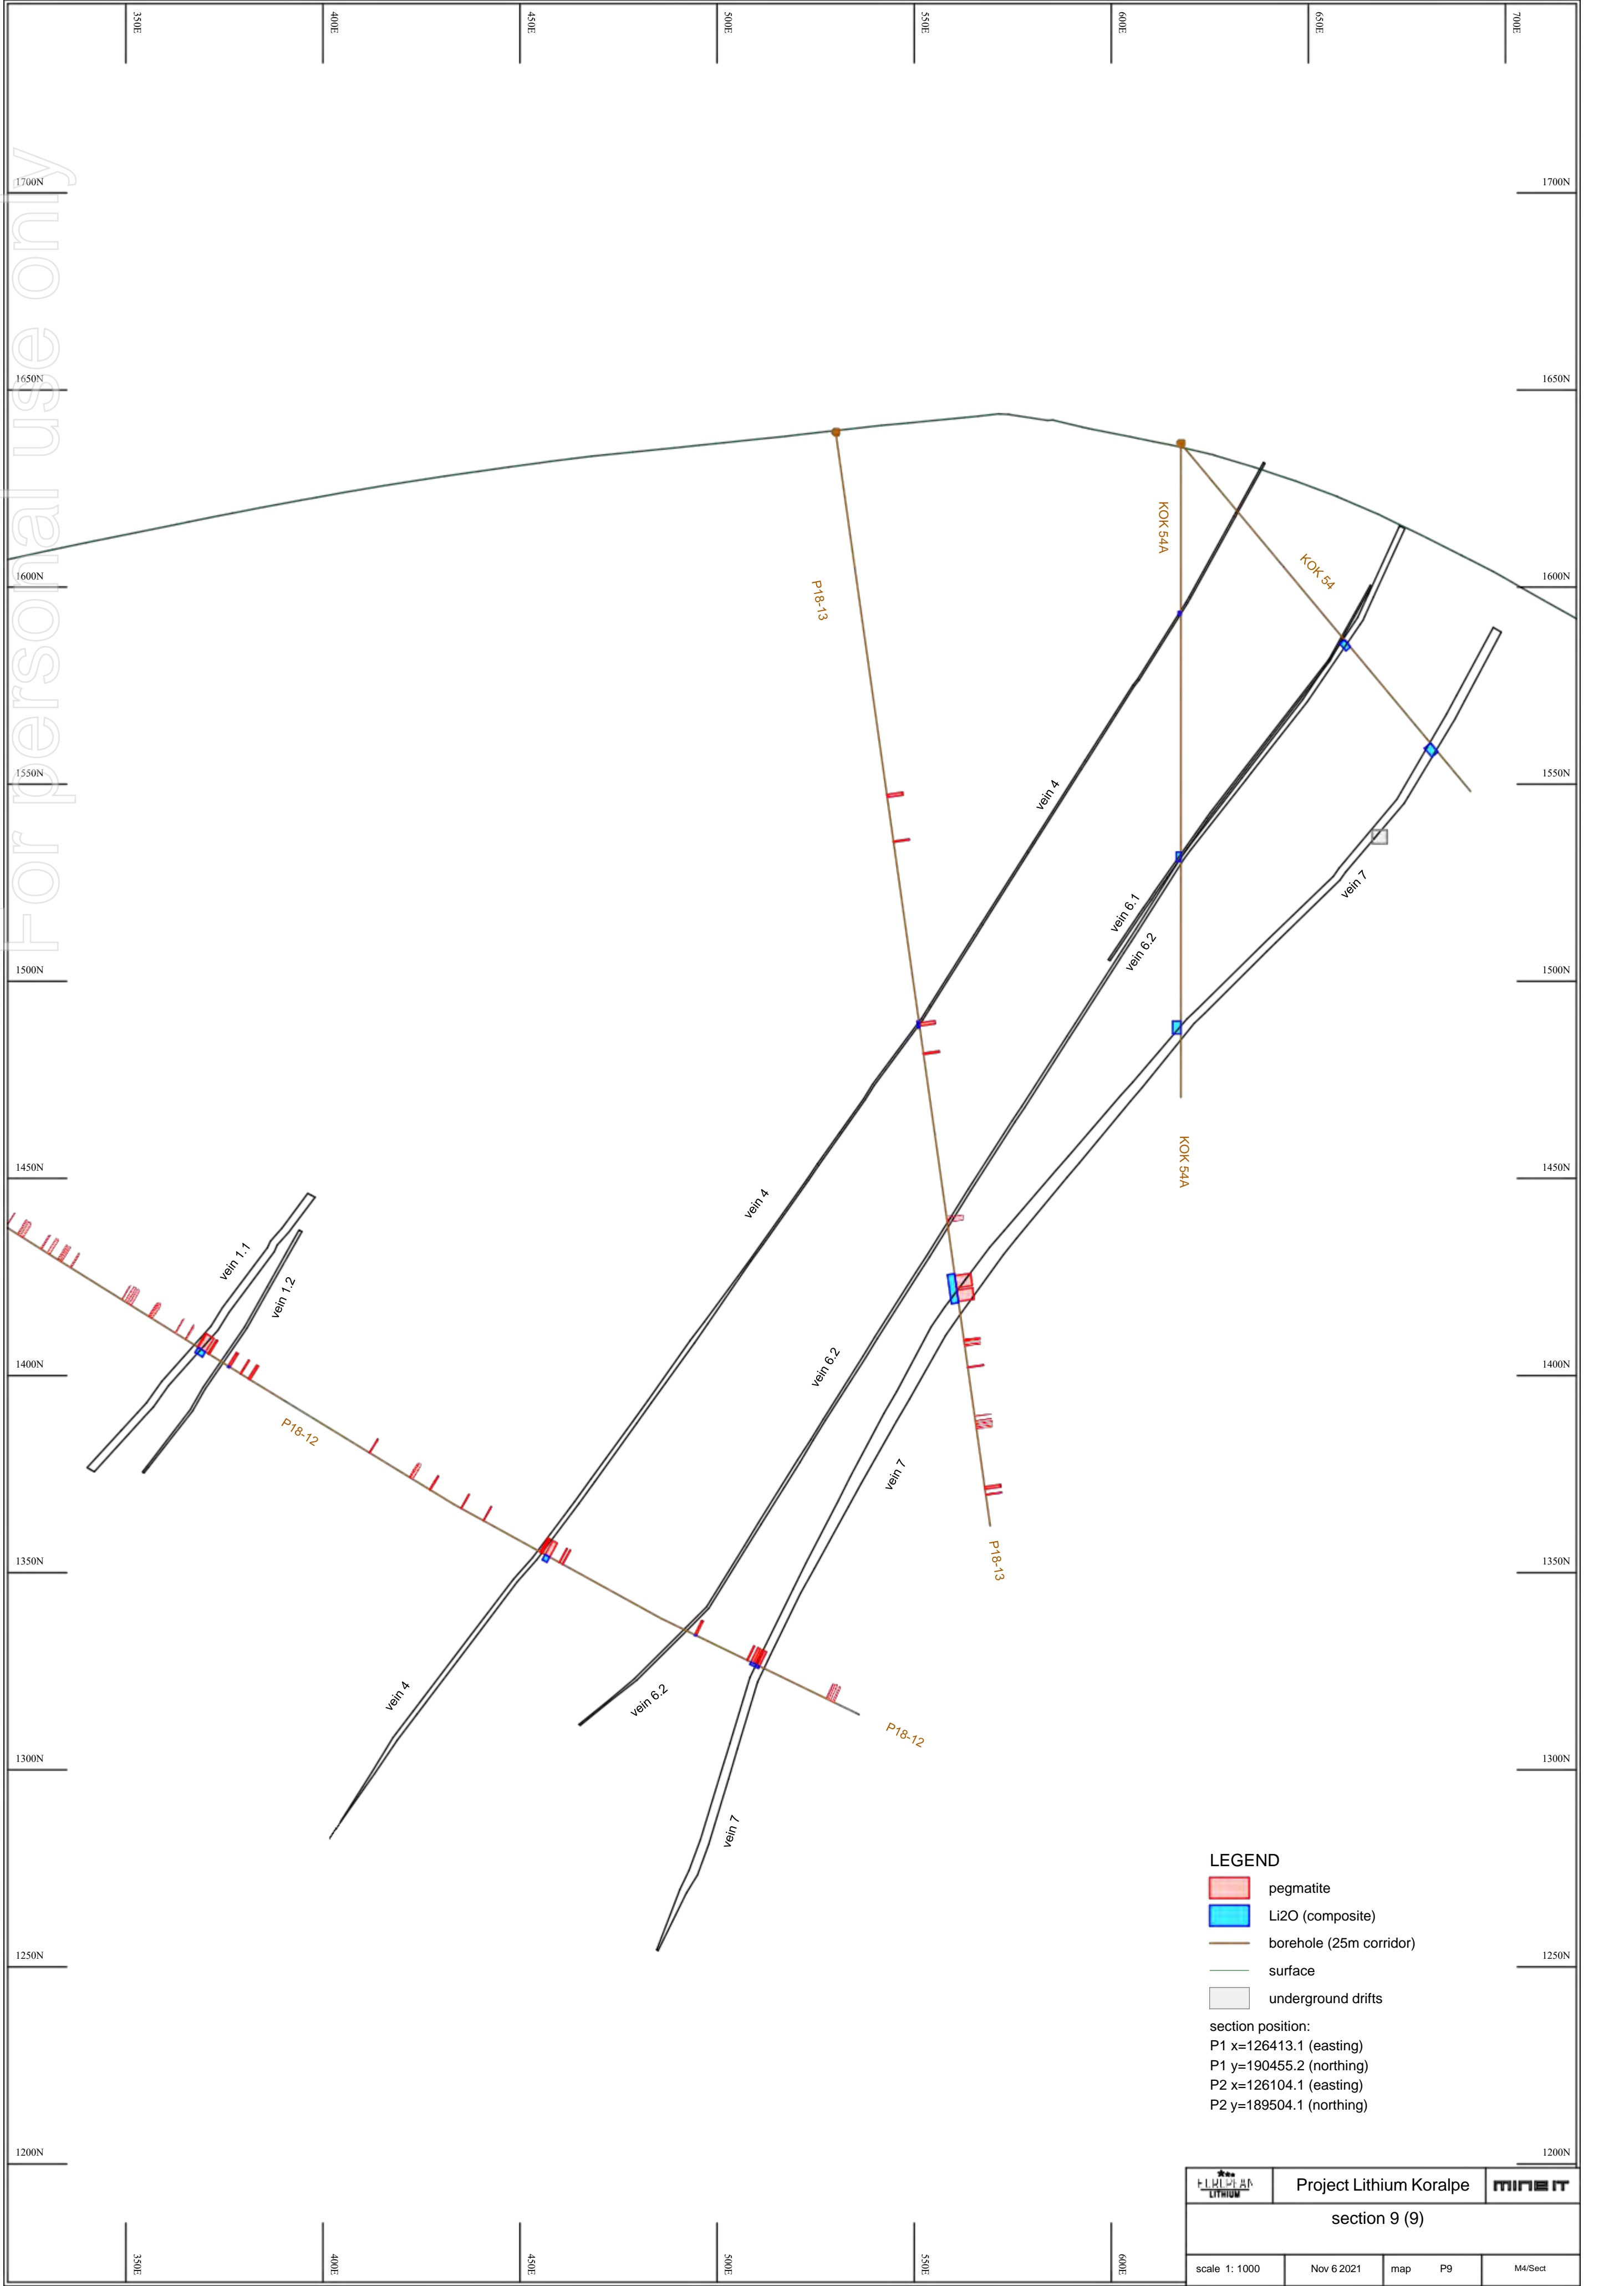 350E
400E
450E
500E
550E
600E
650E
700E
For personal use only
1700N
1700N
1650N
1650N
1600N
1600N
KOK 54A
KOK 54
P18-13
1550N
1550N
vein 4
vein 7
vein 6.1
vein 6.2
1500N
1500N
1450N
1450N
KOK 54A
vein 4
vein 1.1
vein 1.2
1400N
1400N
vein 6.2
P18-12
vein 7
1350N
1350N
P18-13
vein 4
vein 6.2
P18-12
1300N
1300N
vein 7
LEGEND
pegmatite
Li2O (composite)
borehole (25m corridor)
surface
underground drifts
1250N
1250N
section position:
P1 x=126413.1 (easting)
P1 y=190455.2 (northing)
P2 x=126104.1 (easting)
P2 y=189504.1 (northing)
1200N
1200N
EUROPEAN
LITHIUM
Project Lithium Koralpe
MINE IT
section 9 (9)
350E
400E
450E
500E
550E
600E
scale 1: 1000
Nov 6 2021
map P9
M4/Sect